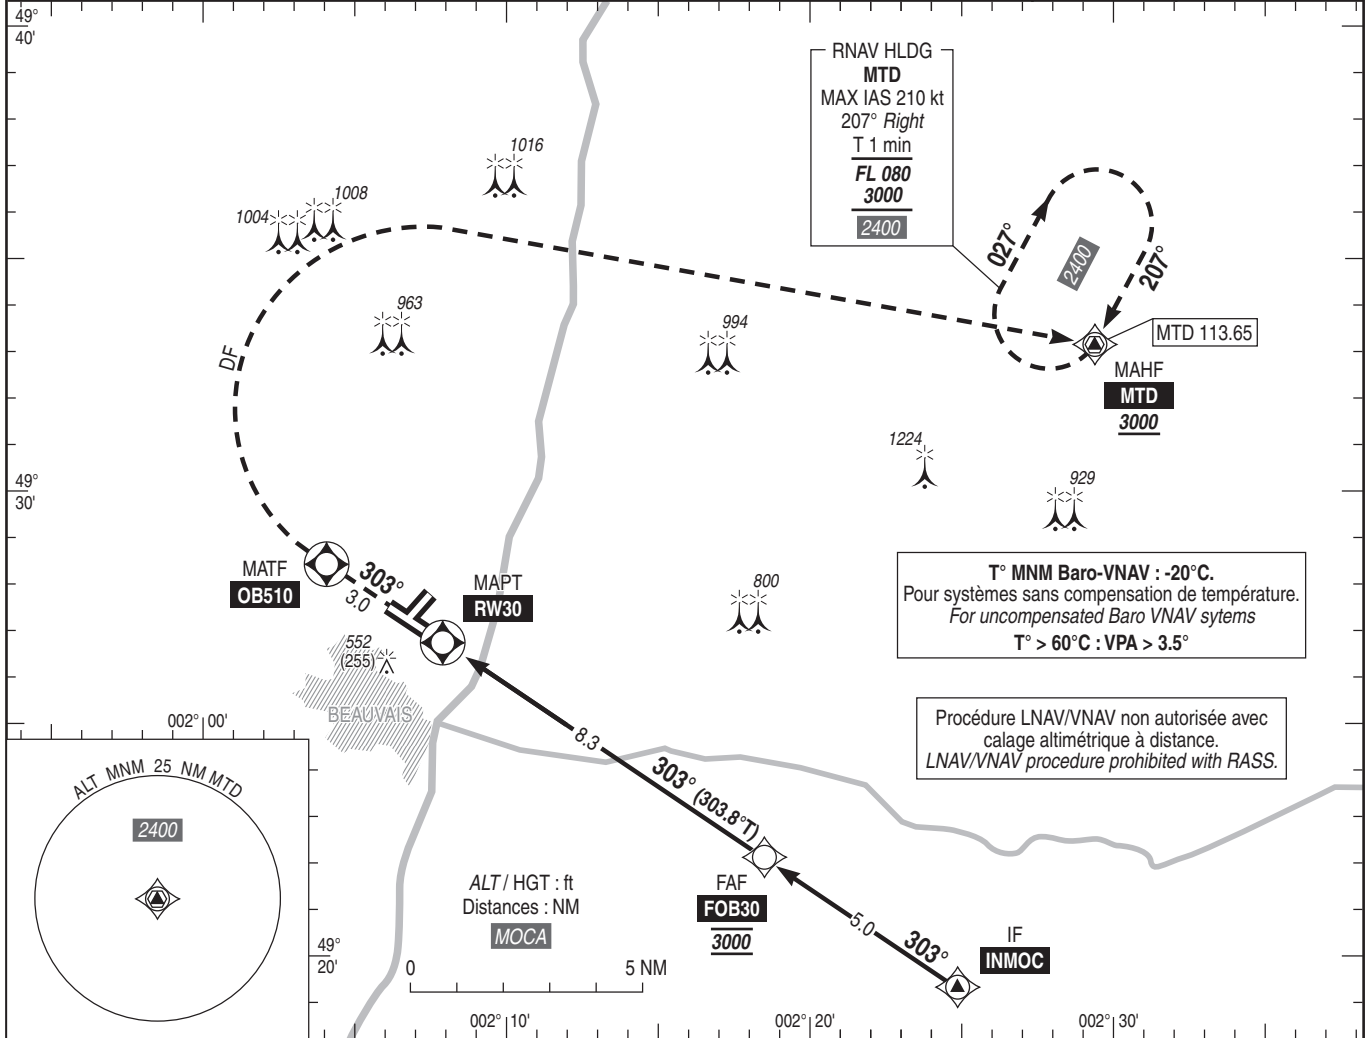 49°
40'
RNAV HLDG
MTD
MAX IAS 210 kt
207° Right
T 1 min
FL 080
3000
2400
1016
1008
1004
963
994
027°
2400
207°
MTD 113.65
MAHF
MTD
3000
DF
1224
929
49°
30'
MATF
OB510
303°
3.0
MAPT
RW30
800
T° MNM Baro-VNAV : -20°C.
Pour systèmes sans compensation de température.
For uncompensated Baro VNAV sytems
T° > 60°C : VPA > 3.5°
552
(255)
BEAUVAIS
002° 00'
8.3
303° (303.8°T)
Procédure LNAV/VNAV non autorisée avec
calage altimétrique à distance.
LNAV/VNAV procedure prohibited with RASS.
ALT MNM 25 NM MTD
2400
ALT / HGT : ft
Distances : NM
MOCA
0 5 NM
FAF
FOB30
3000
5.0
303°
IF
INMOC
49°
20'
002° 10'
002° 20'
002° 30'